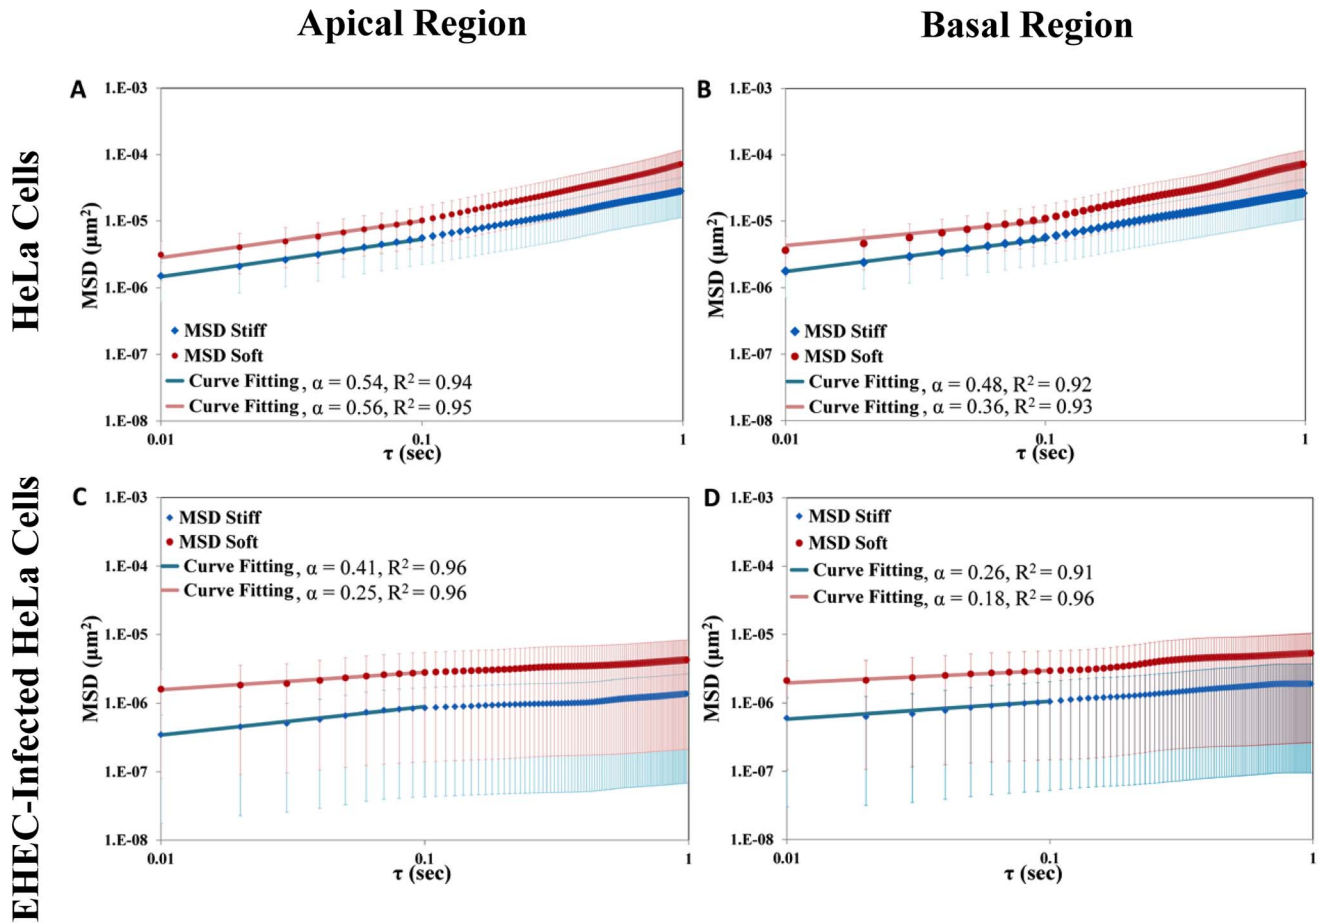 Apical Region
Basal Region
HeLa Cells
A
1.E-03
1.E-04
1.E-05
1.E-06
1.E-07
1.E-08
MSD (μm²)
MSD Stiff
MSD Soft
Curve Fitting, α = 0.54, R² = 0.94
Curve Fitting, α = 0.56, R² = 0.95
0.01
0.1
1
τ (sec)
B
1.E-03
1.E-04
1.E-05
1.E-06
1.E-07
1.E-08
MSD (μm²)
MSD Stiff
MSD Soft
Curve Fitting, α = 0.48, R² = 0.92
Curve Fitting, α = 0.36, R² = 0.93
0.01
0.1
1
τ (sec)
EHEC-Infected HeLa Cells
C
1.E-03
1.E-04
1.E-05
1.E-06
1.E-07
1.E-08
MSD (μm²)
MSD Stiff
MSD Soft
Curve Fitting, α = 0.41, R² = 0.96
Curve Fitting, α = 0.25, R² = 0.96
0.01
0.1
1
τ (sec)
D
1.E-03
1.E-04
1.E-05
1.E-06
1.E-07
1.E-08
MSD (μm²)
MSD Stiff
MSD Soft
Curve Fitting, α = 0.26, R² = 0.91
Curve Fitting, α = 0.18, R² = 0.96
0.01
0.1
1
τ (sec)